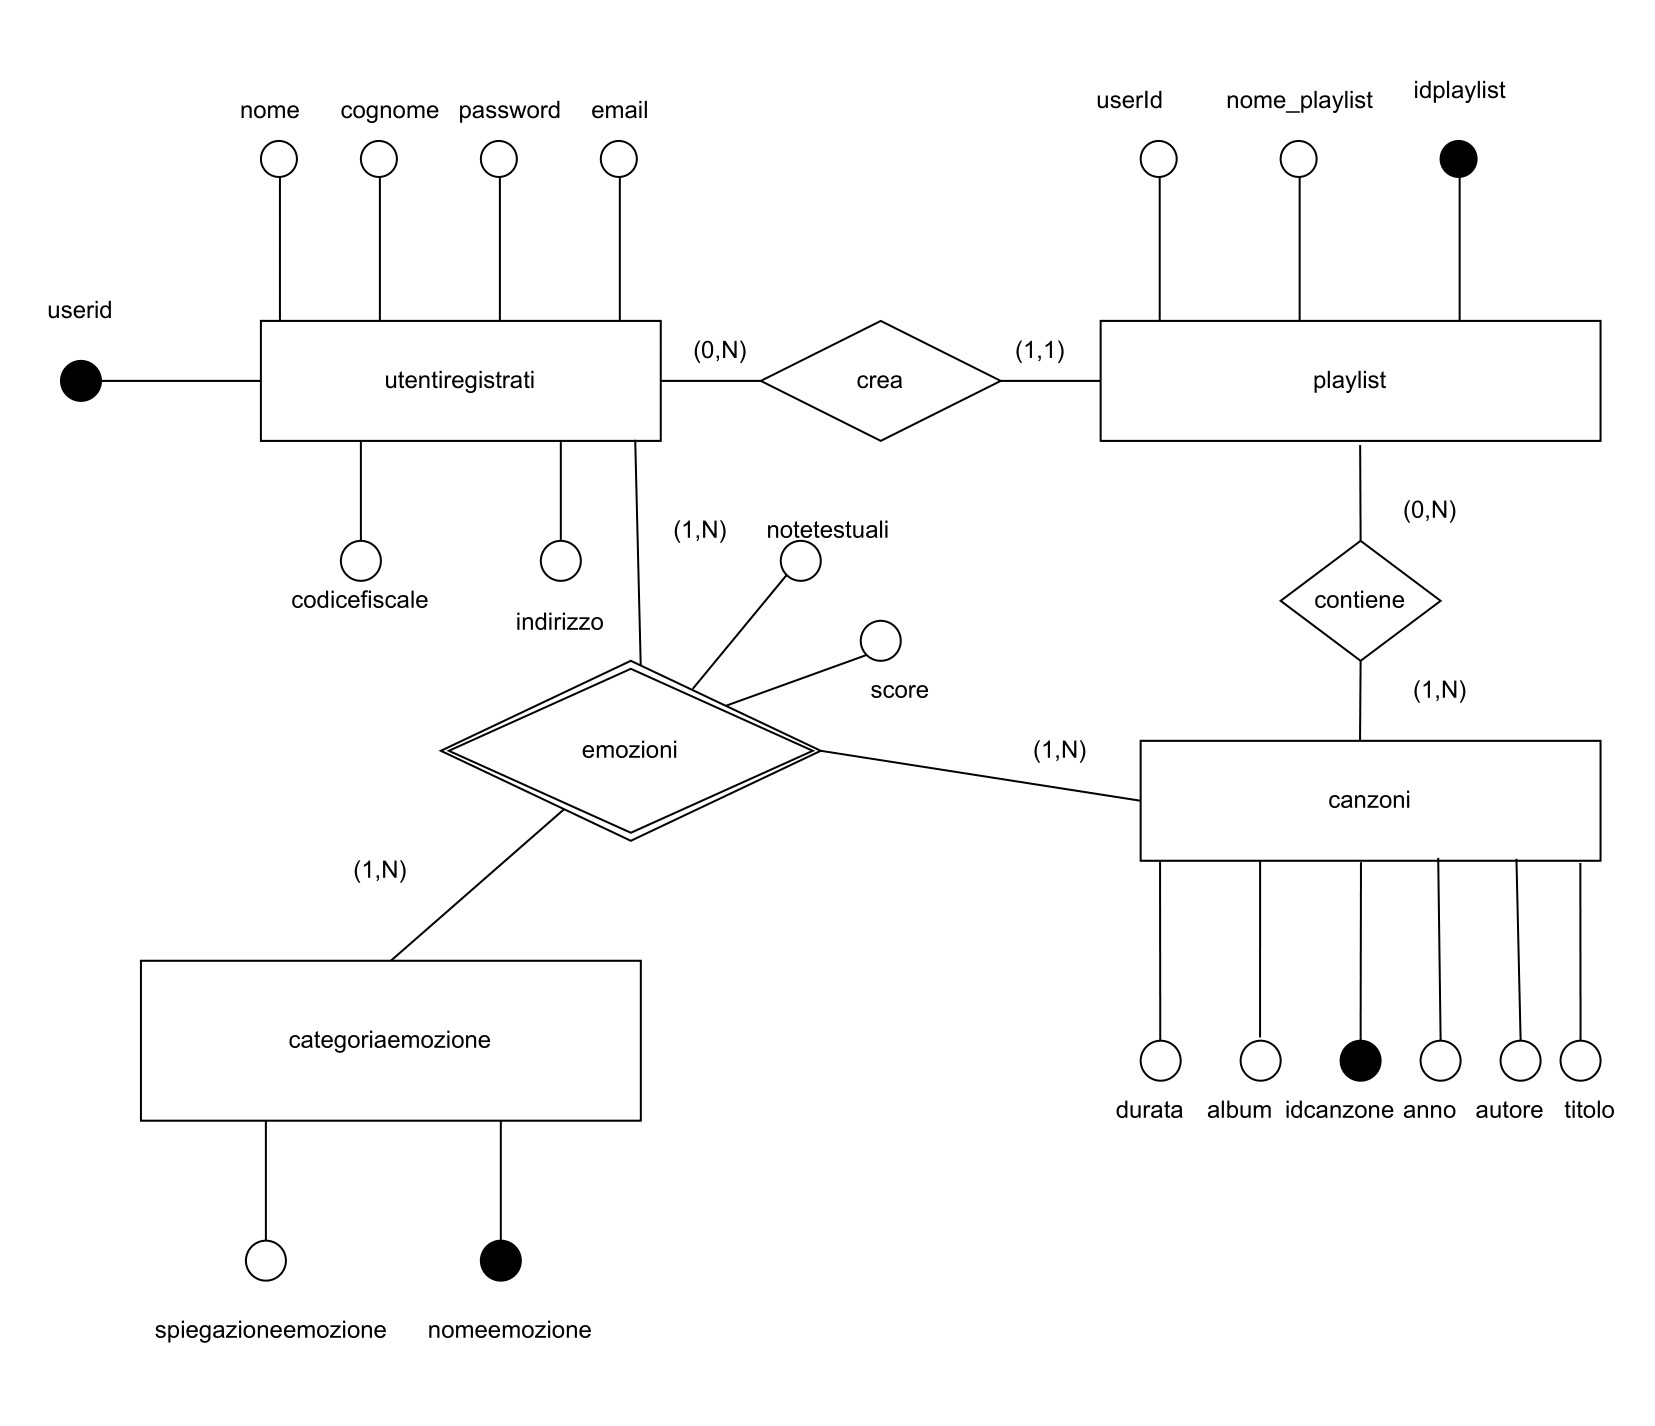 nome
cognome
password
email
userId
nome_playlist
idplaylist
userid
utentiregistrati
(0,N)
crea
(1,1)
playlist
(1,N)
notetestuali
(0,N)
codicefiscale
indirizzo
contiene
score
(1,N)
emozioni
(1,N)
canzoni
(1,N)
categoriaemozione
durata
album
idcanzone
anno
autore
titolo
spiegazioneemozione
nomeemozione